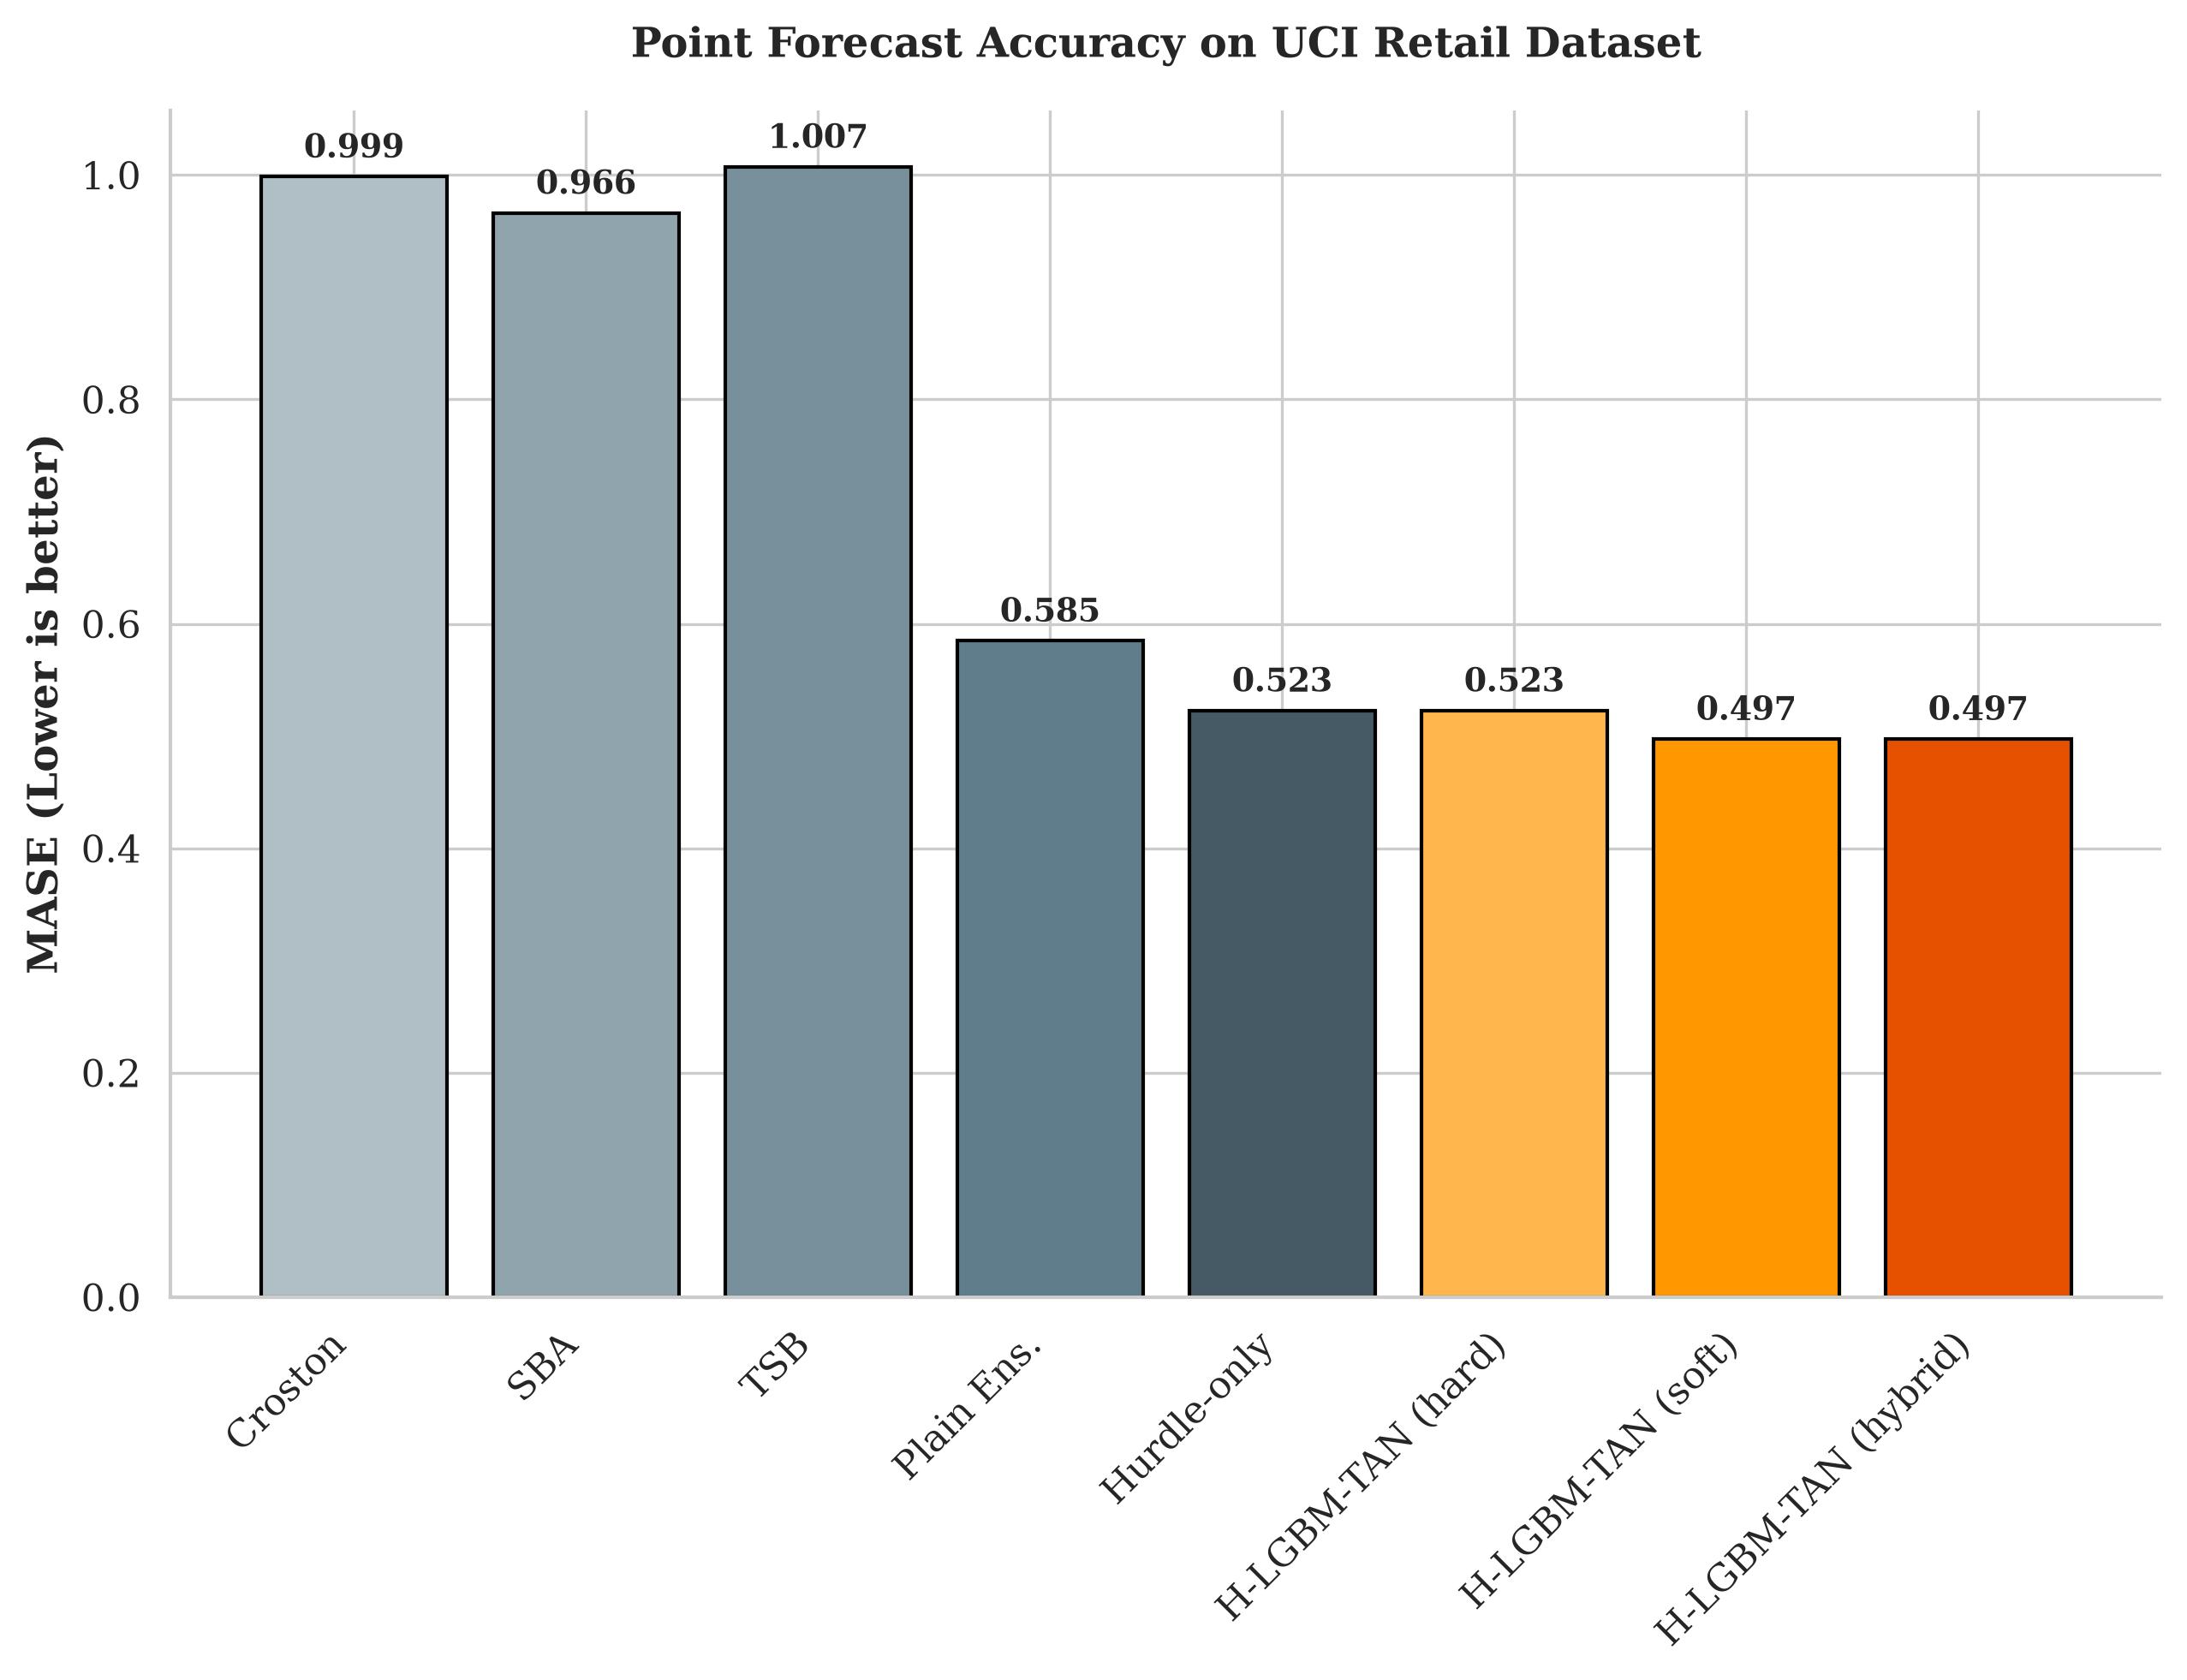 Point Forecast Accuracy on UCI Retail Dataset
MASE (Lower is better)
1.0
0.8
0.6
0.4
0.2
0.0
0.999
0.966
1.007
0.585
0.523
0.523
0.497
0.497
Croston
SBA
TSB
Plain Ens.
Hurdle-only
H-LGBM-TAN (hard)
H-LGBM-TAN (soft)
H-LGBM-TAN (hybrid)